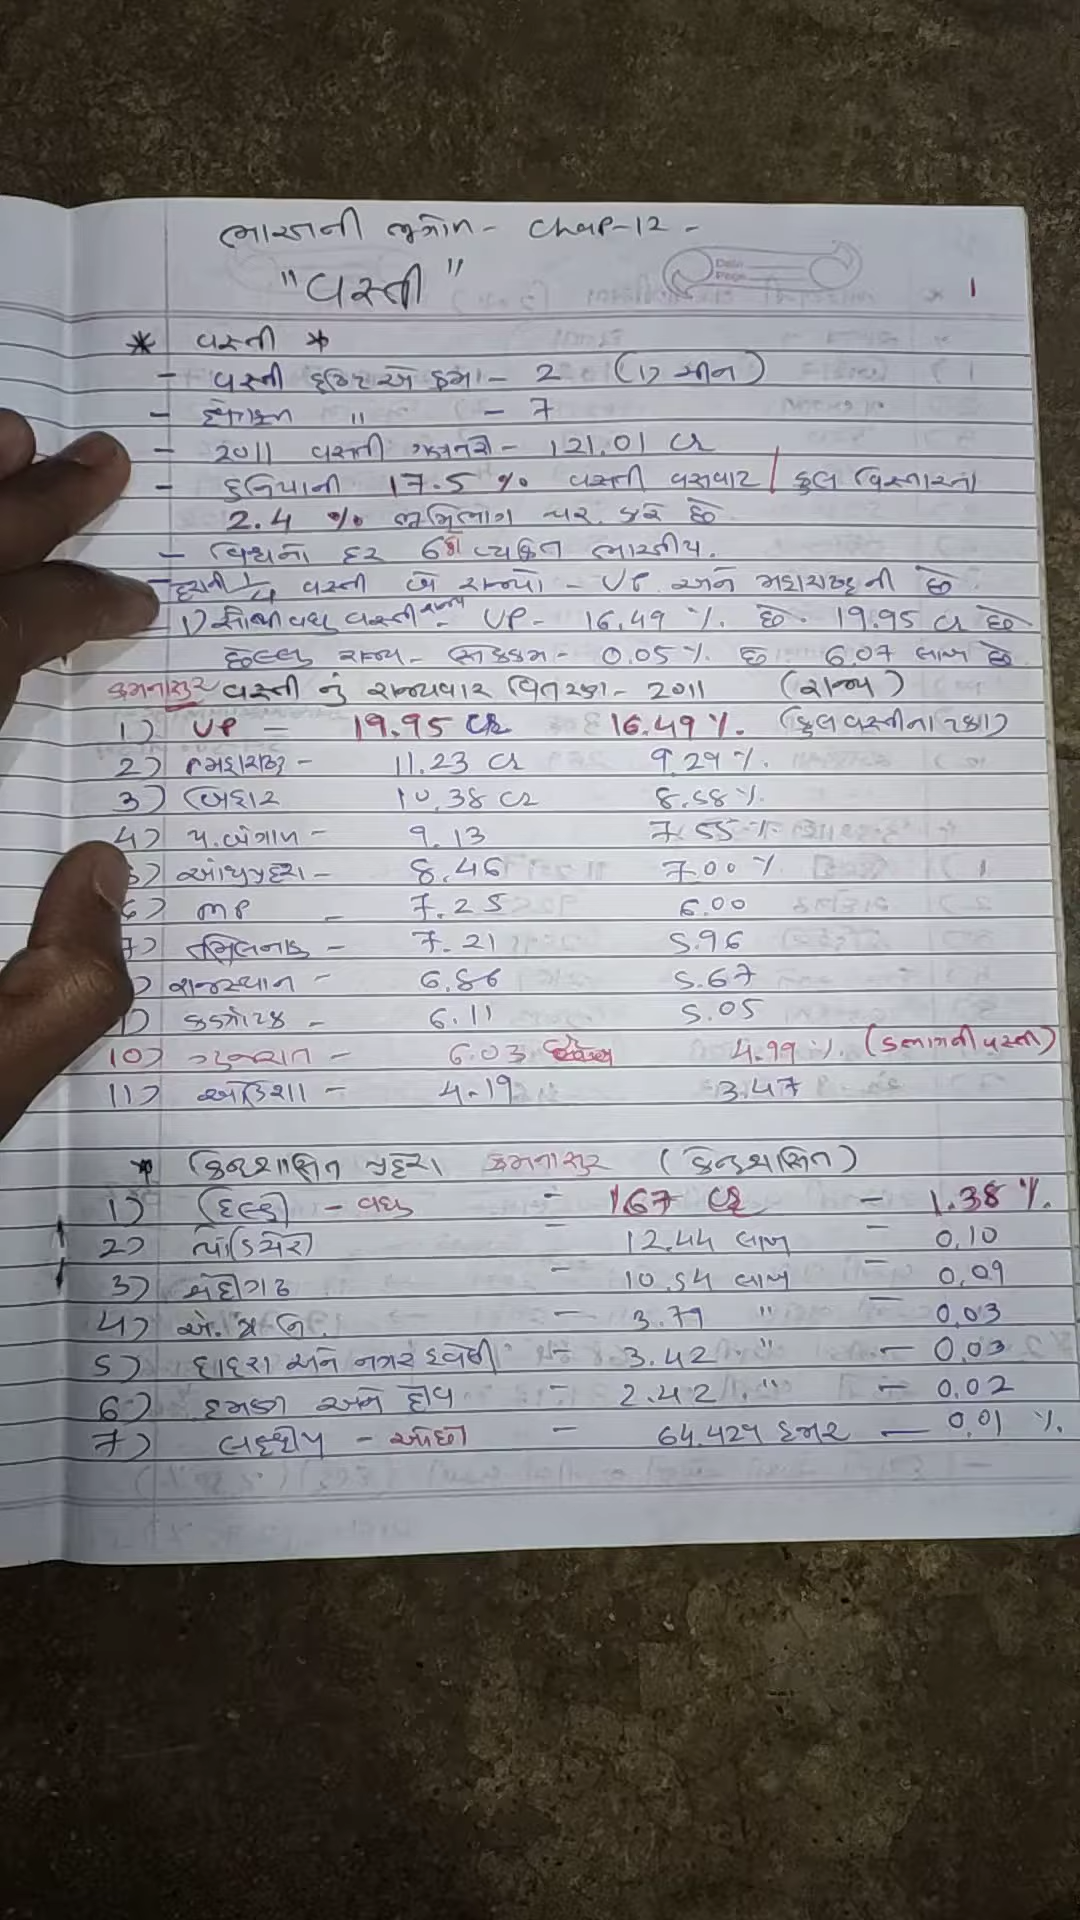 ભારતની ભૂગોળ - Chap-12 -
"વસ્તી"
Date
Page
1
* વસ્તી *
- વસ્તી દ્રષ્ટિએ ક્રમ - 2 (1) ચીન)
- ક્ષેત્રફળ " - 7
- 2011 વસ્તી ગણતરી - 121.01 Cr
- દુનિયાની 17.5 % વસ્તી વસવાટ / કુલ વિસ્તારના
2.4 % ભૂમિભાગ પર કરે છે.
- વિશ્વનો દર 6ઠ્ઠો વ્યક્તિ ભારતીય.
- દેશની 1/4 વસ્તી બે રાજ્યો - UP અને મહારાષ્ટ્રની છે.
1) સૌથી વધુ વસ્તી રાજ્ય - UP - 16.49 % છે. 19.95 Cr છે
છેલ્લુ રાજ્ય - સિક્કિમ - 0.05 % છે 6.07 લાખ છે
ક્રમનાસુર વસ્તી નું રાજ્યવાર વિતરણ - 2011 (રાજ્ય)
1) UP - 19.95 Cr 16.49 %. (કુલ વસ્તીના ટકા)
2) મહારાષ્ટ્ર - 11.23 Cr 9.29 %.
3) બિહાર 10.38 Cr 8.58 %.
4) પ.બંગાળ - 9.13 7.55 %.
5) આંધ્રપ્રદેશ - 8.46 7.00 %
6) MP - 7.25 6.00
7) તમિલનાડુ - 7.21 5.96
) રાજસ્થાન - 6.86 5.67
) કર્ણાટક - 6.11 5.05
10) ગુજરાત - 6.03 4.99 %.
11) ઓડિશા - 4.19 3.47
* કેન્દ્રશાસિત પ્રદેશ ક્રમનાસુર (કેન્દ્રશાસિત)
1) દિલ્હી - વધુ - 1.67 Cr - 1.38 %.
2) પોંડિચેરી - 12.44 લાખ - 0.10
3) ચંદીગઢ - 10.54 લાખ - 0.09
4) અં. નિ. - 3.79 " - 0.03
5) દાદરા અને નગર હવેલી - 3.42 " - 0.03
6) દમણ અને દીવ - 2.42 " - 0.02
7) લક્ષદ્વીપ - ઓછી - 64.429 હજાર - 0.01 %.